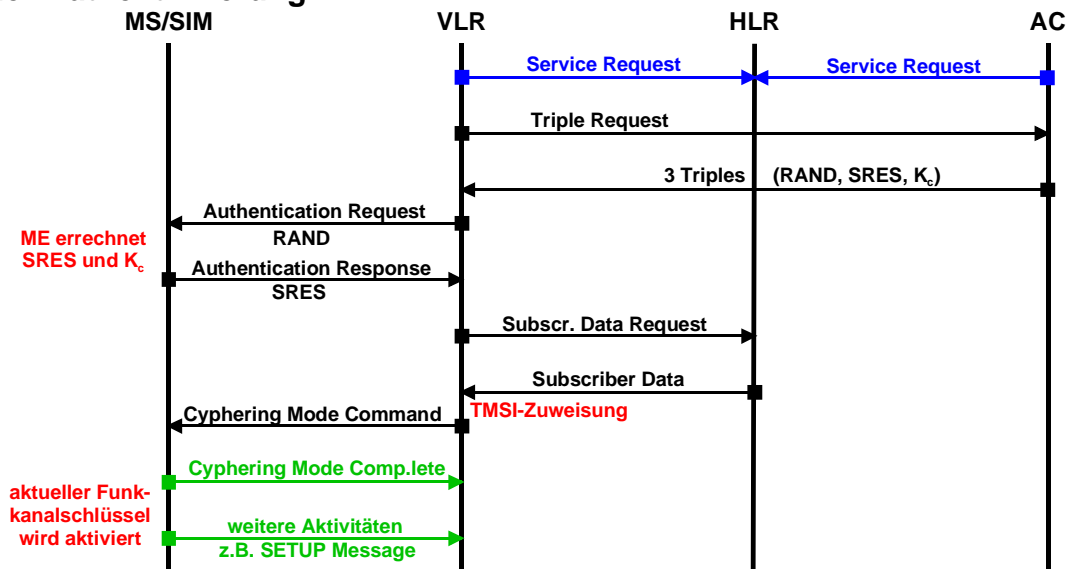 MS/SIM VLR HLR AC
Service Request Service Request
Triple Request
3 Triples (RAND, SRES, Kc)
Authentication Request
RAND
ME errechnet
SRES und Kc
Authentication Response
SRES
Subscr. Data Request
Subscriber Data
TMSI-Zuweisung
Cyphering Mode Command
Cyphering Mode Comp.lete
aktueller Funk-
kanalschlüssel
wird aktiviert
weitere Aktivitäten
z.B. SETUP Message